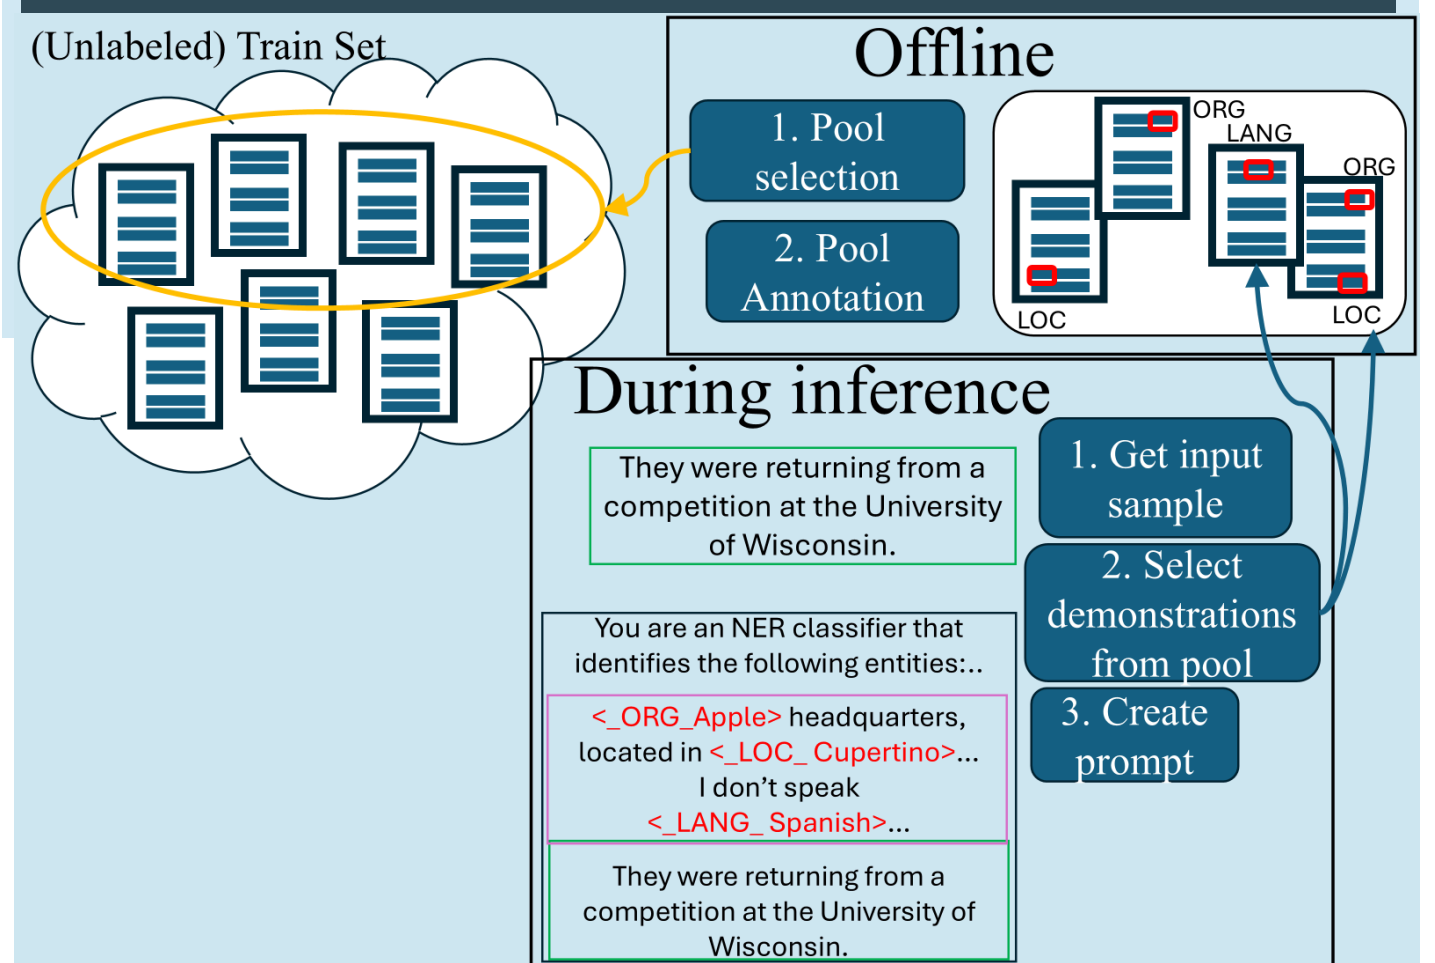 (Unlabeled) Train Set
Offline
1. Pool
selection
2. Pool
Annotation
ORG
LANG
ORG
LOC
LOC
During inference
They were returning from a
competition at the University
of Wisconsin.
1. Get input
sample
2. Select
demonstrations
from pool
3. Create
prompt
You are an NER classifier that
identifies the following entities:..
<_ORG_Apple> headquarters,
located in <_LOC_ Cupertino>...
I don’t speak
<_LANG_ Spanish>...
They were returning from a
competition at the University of
Wisconsin.